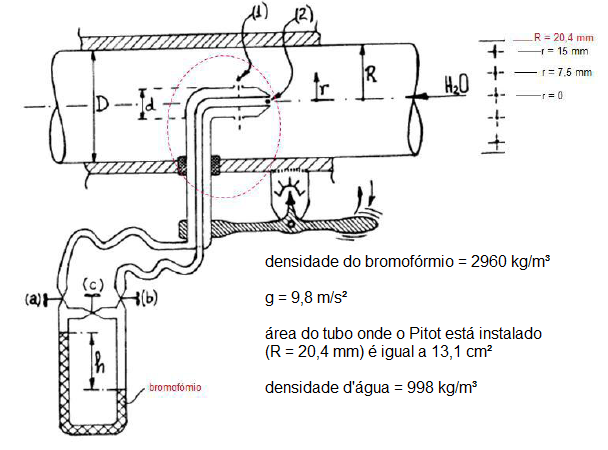 (1)
(2)
R = 20,4 mm
r = 15 mm
r = 7,5 mm
r = 0
D
d
r
R
H₂O
(a)
(c)
(b)
h
bromofómio
densidade do bromofórmio = 2960 kg/m³
g = 9,8 m/s²
área do tubo onde o Pitot está instalado
(R = 20,4 mm) é igual a 13,1 cm²
densidade d'água = 998 kg/m³